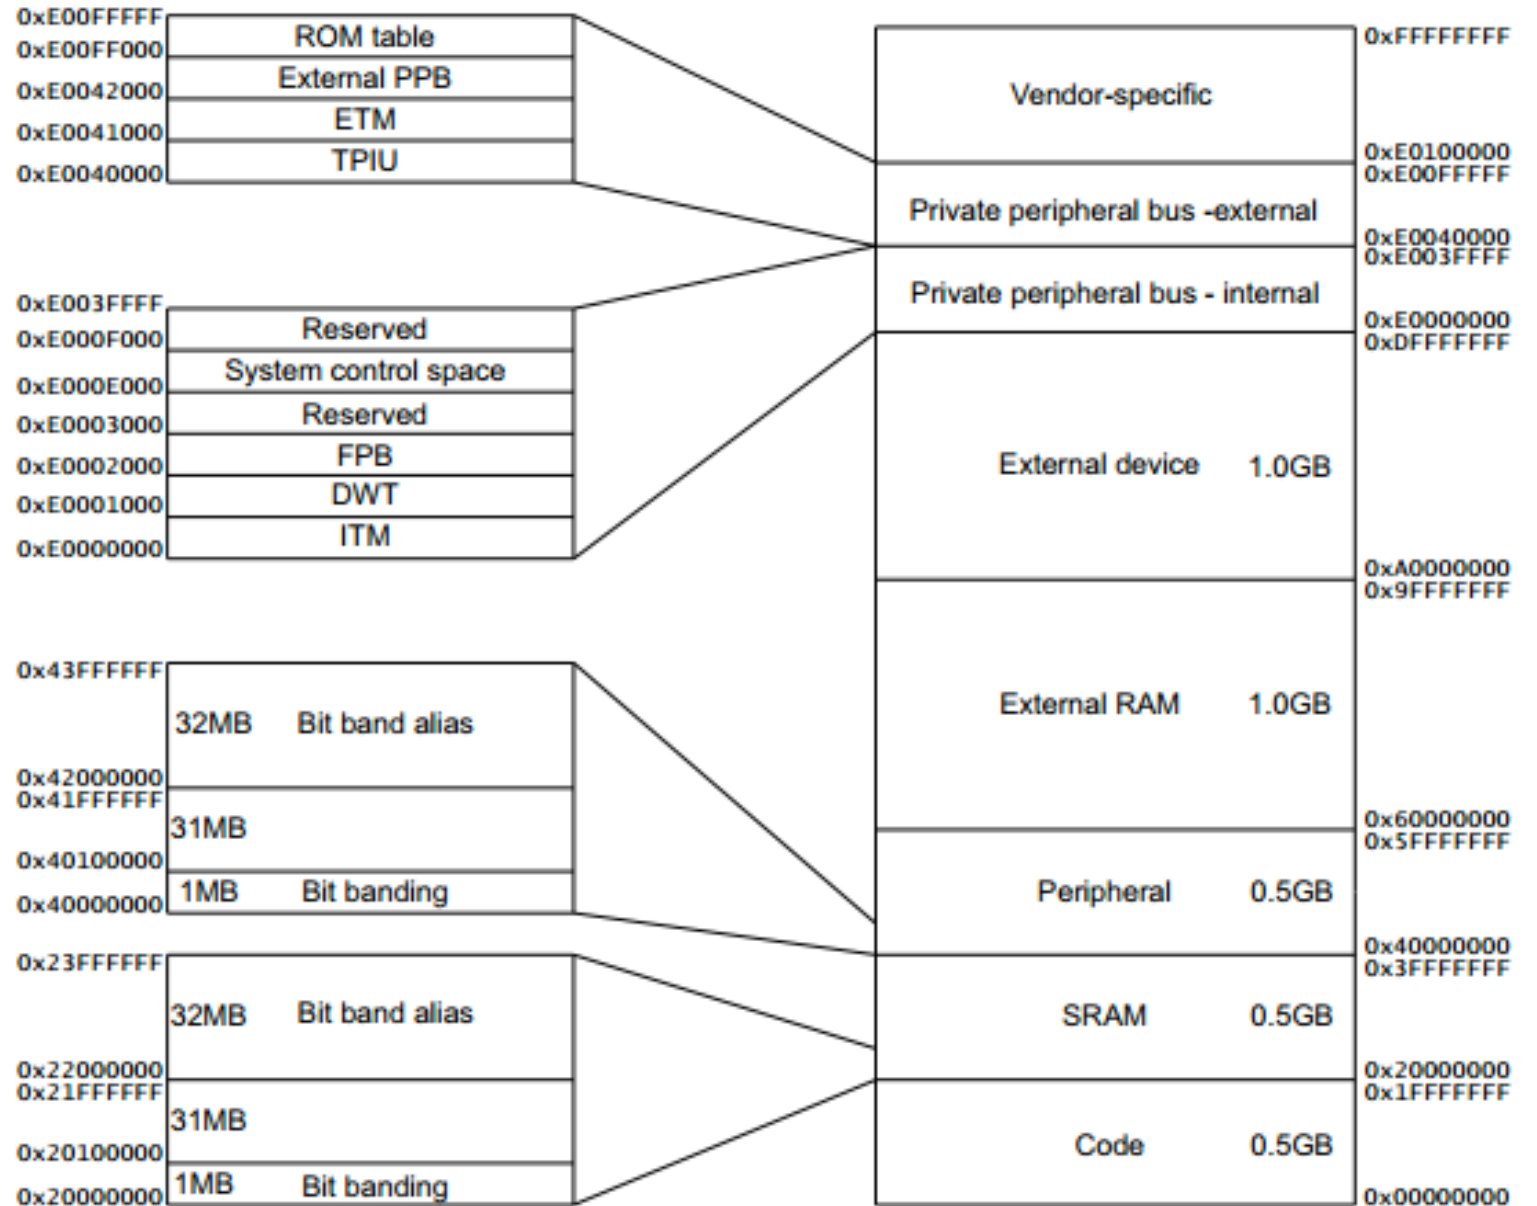 0xE00FFFFF
ROM table
0xE00FF000
External PPB
0xE0042000
ETM
0xE0041000
TPIU
0xE0040000
0xE003FFFF
Reserved
0xE000F000
System control space
0xE000E000
Reserved
0xE0003000
FPB
0xE0002000
DWT
0xE0001000
ITM
0xE0000000
0x43FFFFFF
32MB Bit band alias
0x42000000
0x41FFFFFF
31MB
0x40100000
1MB Bit banding
0x40000000
0x23FFFFFF
32MB Bit band alias
0x22000000
0x21FFFFFF
31MB
0x20100000
1MB Bit banding
0x20000000
0xFFFFFFFF
Vendor-specific
0xE0100000
0xE00FFFFF
Private peripheral bus -external
0xE0040000
0xE003FFFF
Private peripheral bus - internal
0xE0000000
0xDFFFFFFF
External device 1.0GB
0xA0000000
0x9FFFFFFF
External RAM 1.0GB
0x60000000
0x5FFFFFFF
Peripheral 0.5GB
0x40000000
0x3FFFFFFF
SRAM 0.5GB
0x20000000
0x1FFFFFFF
Code 0.5GB
0x00000000